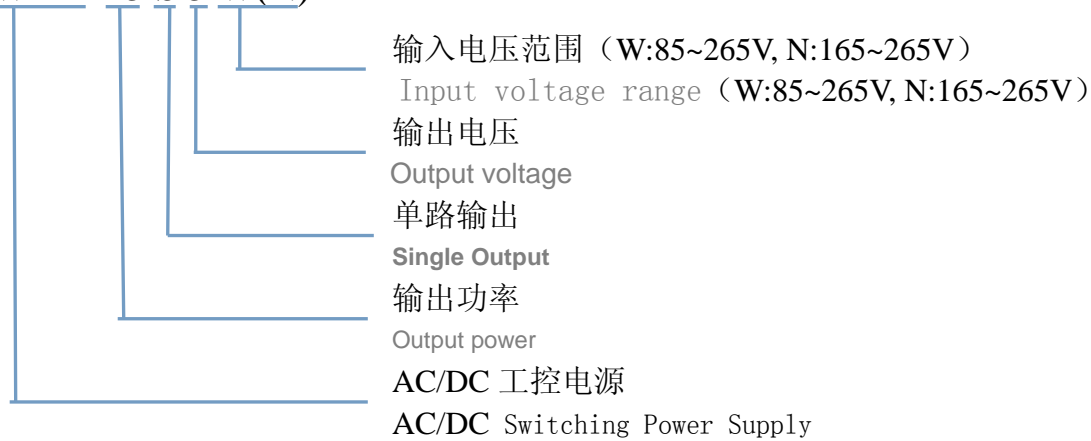 输入电压范围（W:85~265V, N:165~265V）
Input voltage range（W:85~265V, N:165~265V）
输出电压
Output voltage
单路输出
Single Output
输出功率
Output power
AC/DC 工控电源
AC/DC Switching Power Supply